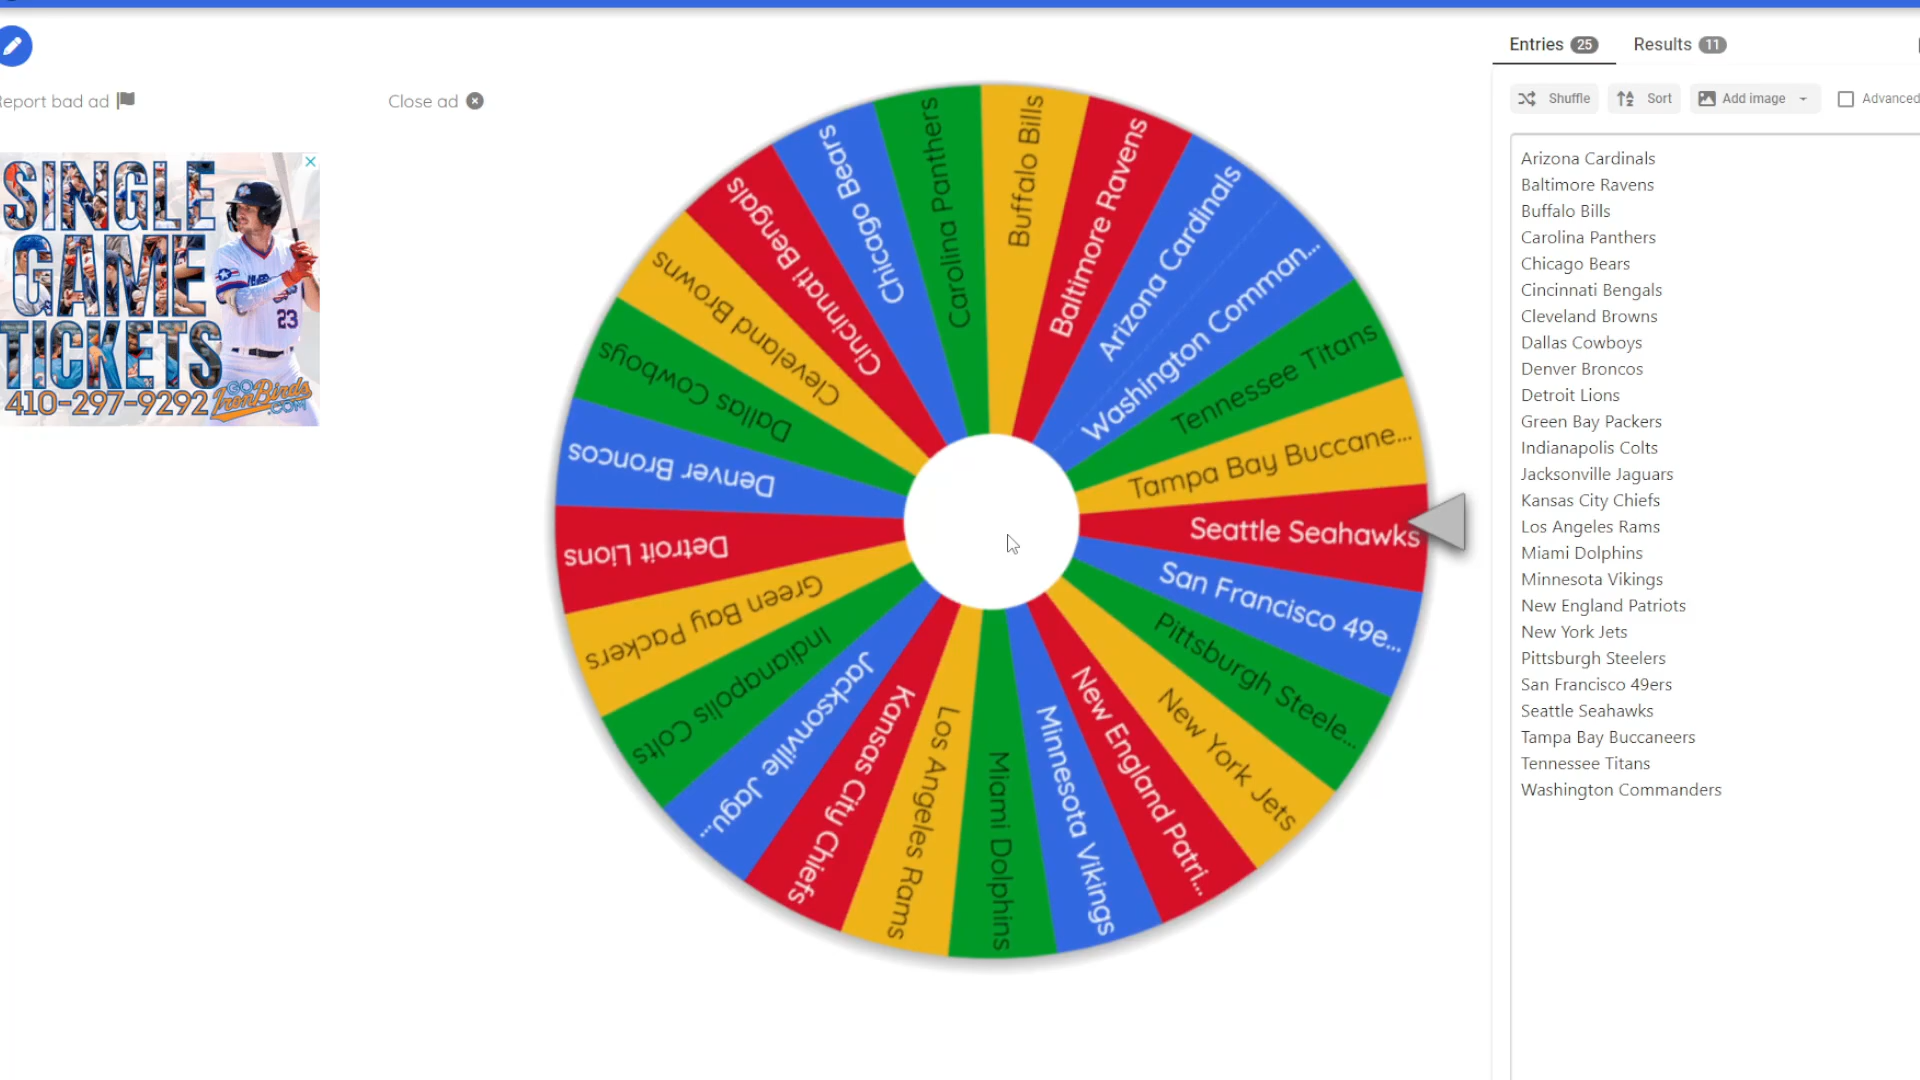 Entries 25 Results 11
Report bad ad
Close ad
Shuffle
Sort
Add image
Advanced
SINGLE
GAME
TICKETS
410-297-9292
GO
IronBirds
.COM
23
Buffalo Bills
Baltimore Ravens
Arizona Cardinals
Washington Comman...
Tennessee Titans
Tampa Bay Buccane...
Seattle Seahawks
San Francisco 49e...
Pittsburgh Steele...
New York Jets
New England Patri...
Minnesota Vikings
Miami Dolphins
Los Angeles Rams
Kansas City Chiefs
Jacksonville Jagu...
Indianapolis Colts
Green Bay Packers
Detroit Lions
Denver Broncos
Dallas Cowboys
Cleveland Browns
Cincinnati Bengals
Chicago Bears
Carolina Panthers
Arizona Cardinals
Baltimore Ravens
Buffalo Bills
Carolina Panthers
Chicago Bears
Cincinnati Bengals
Cleveland Browns
Dallas Cowboys
Denver Broncos
Detroit Lions
Green Bay Packers
Indianapolis Colts
Jacksonville Jaguars
Kansas City Chiefs
Los Angeles Rams
Miami Dolphins
Minnesota Vikings
New England Patriots
New York Jets
Pittsburgh Steelers
San Francisco 49ers
Seattle Seahawks
Tampa Bay Buccaneers
Tennessee Titans
Washington Commanders